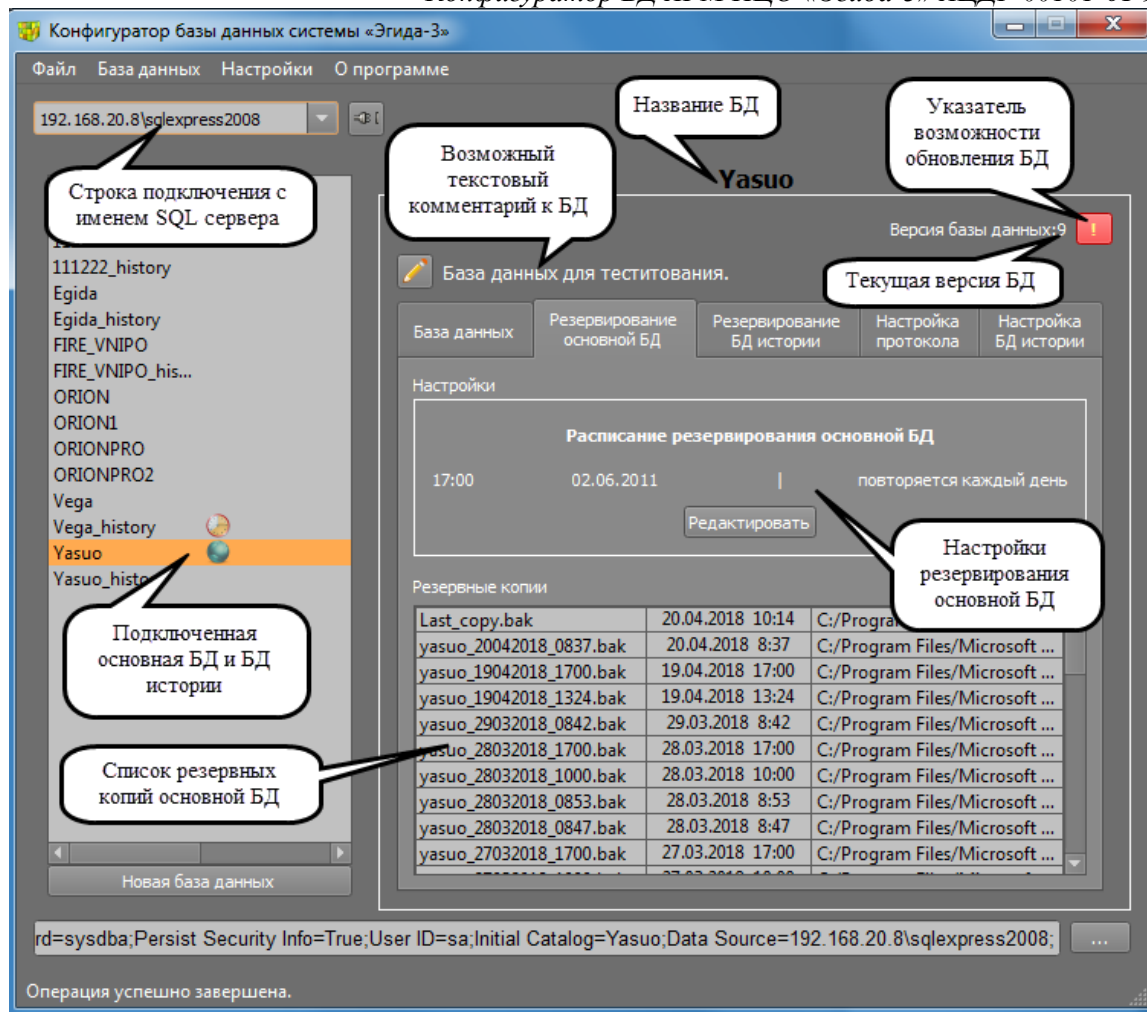 Конфигуратор базы данных системы «Эгида-3»
Файл База данных Настройки О программе
192.168.20.8\sqlexpress2008
Название БД
Указатель
возможности
обновления БД
Возможный
текстовый
комментарий к БД
Строка подключения с
именем SQL сервера
Yasuo
Версия базы данных:9 !
Текущая версия БД
База данных для теститования.
111222_history
Egida
Egida_history
FIRE_VNIPO
FIRE_VNIPO_his...
ORION
ORION1
ORIONPRO
ORIONPRO2
Vega
Vega_history
Yasuo
Yasuo_histo
База данных
Резервирование
основной БД
Резервирование
БД истории
Настройка
протокола
Настройка
БД истории
Настройки
Расписание резервирования основной БД
17:00 02.06.2011 | повторяется каждый день
Редактировать
Настройки
резервирования
основной БД
Подключенная
основная БД и БД
истории
Список резервных
копий основной БД
Резервные копии
Last_copy.bak 20.04.2018 10:14 C:/Progra
yasuo_20042018_0837.bak 20.04.2018 8:37 C:/Program Files/Microsoft ...
yasuo_19042018_1700.bak 19.04.2018 17:00 C:/Program Files/Microsoft ...
yasuo_19042018_1324.bak 19.04.2018 13:24 C:/Program Files/Microsoft ...
yasuo_29032018_0842.bak 29.03.2018 8:42 C:/Program Files/Microsoft ...
yasuo_28032018_1700.bak 28.03.2018 17:00 C:/Program Files/Microsoft ...
yasuo_28032018_1000.bak 28.03.2018 10:00 C:/Program Files/Microsoft ...
yasuo_28032018_0853.bak 28.03.2018 8:53 C:/Program Files/Microsoft ...
yasuo_28032018_0847.bak 28.03.2018 8:47 C:/Program Files/Microsoft ...
yasuo_27032018_1700.bak 27.03.2018 17:00 C:/Program Files/Microsoft ...
Новая база данных
rd=sysdba;Persist Security Info=True;User ID=sa;Initial Catalog=Yasuo;Data Source=192.168.20.8\sqlexpress2008; ...
Операция успешно завершена.